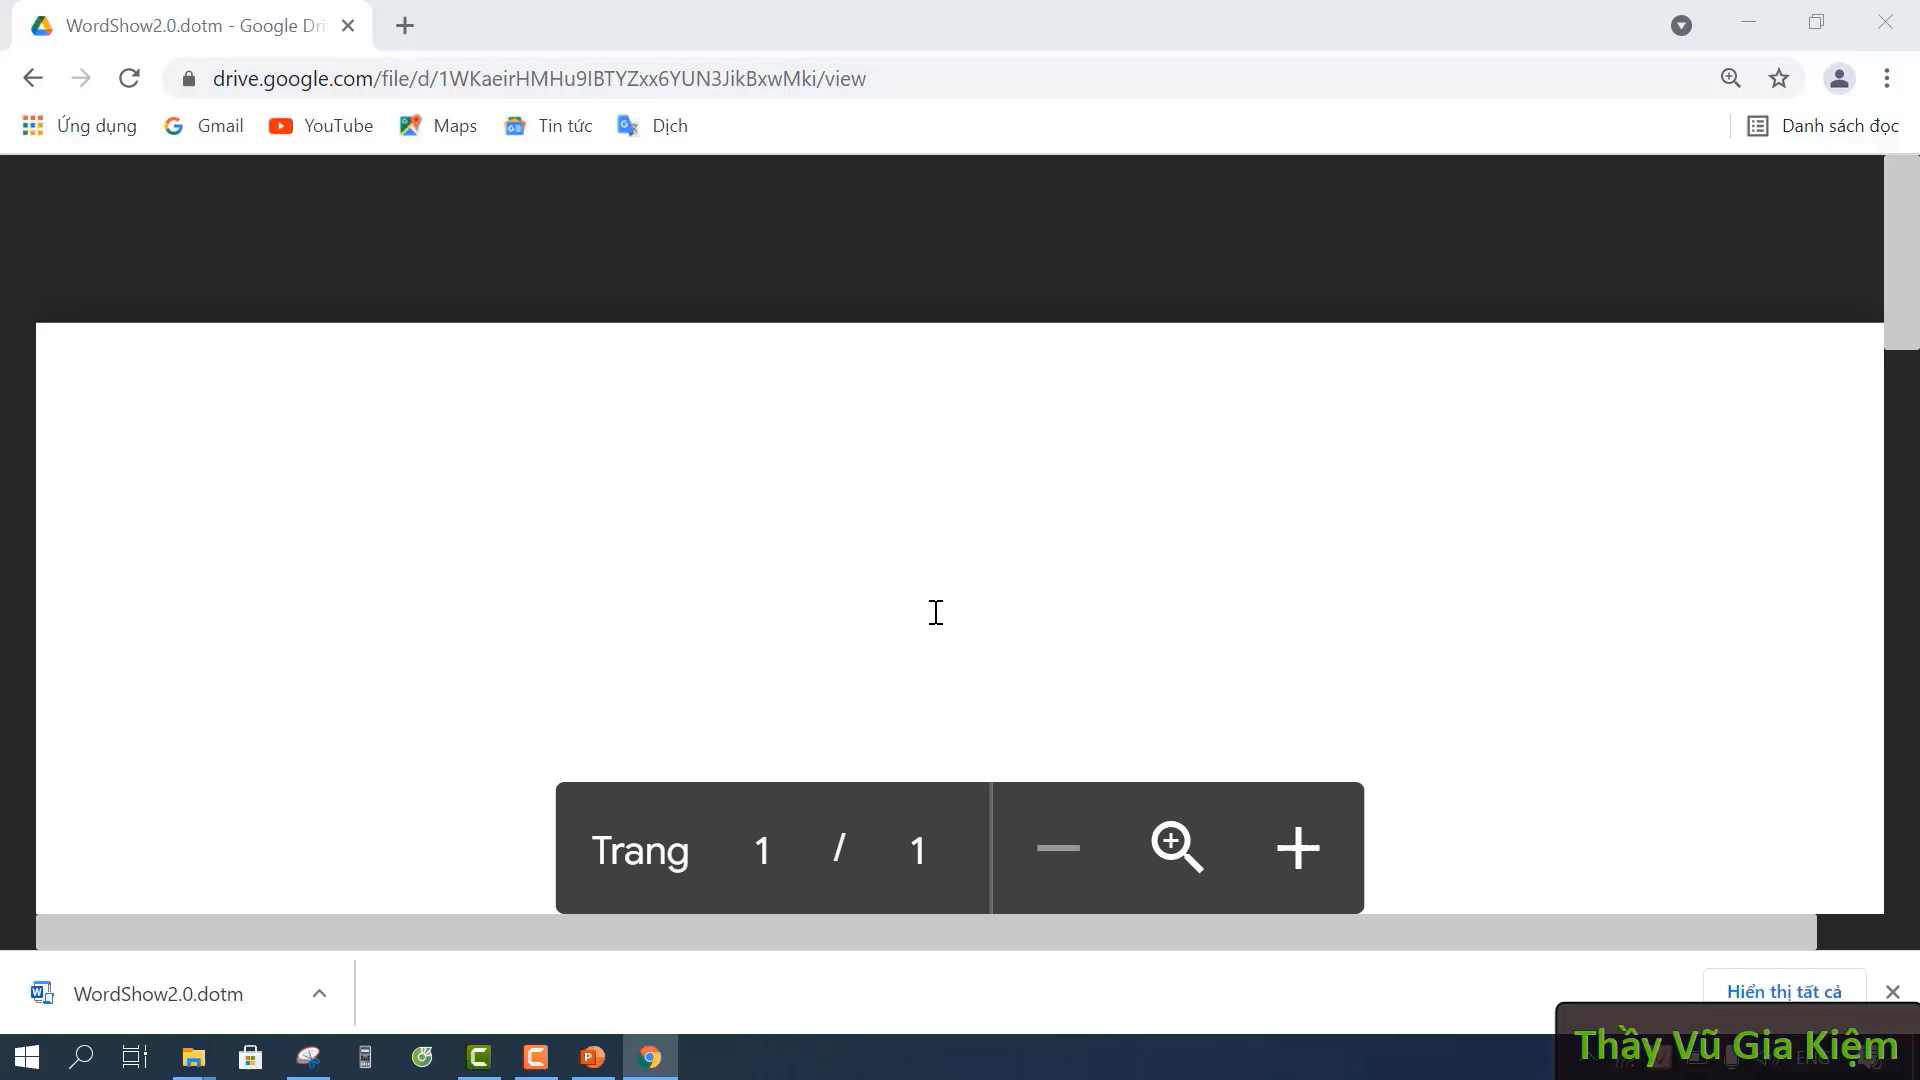 WordShow2.0.dotm - Google Dri
drive.google.com/file/d/1WKaeirHMHu9IBTYZxx6YUN3JikBxwMki/view
Ứng dụng Gmail YouTube Maps Tin tức Dịch Danh sách đọc
Trang 1 / 1
WordShow2.0.dotm
Hiển thị tất cả
Thầy Vũ Gia Kiệm
ENG